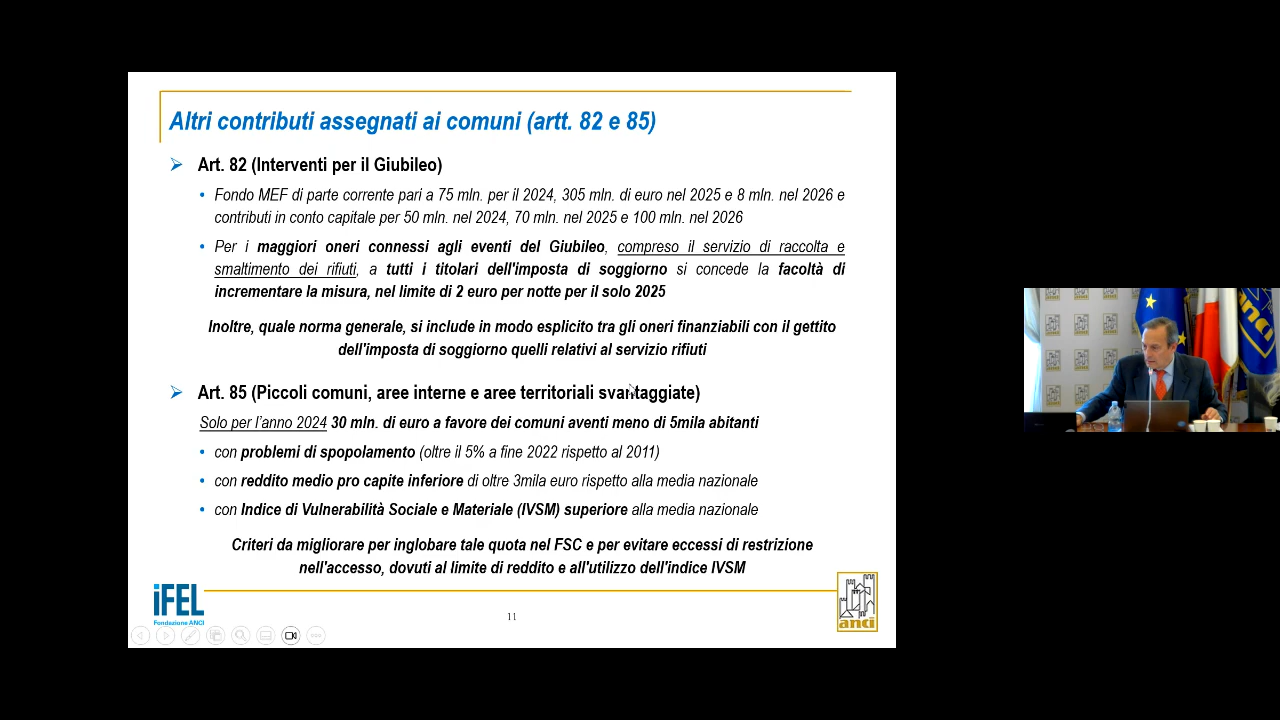 Altri contributi assegnati ai comuni (artt. 82 e 85)
Art. 82 (Interventi per il Giubileo)
Fondo MEF di parte corrente pari a 75 mln. per il 2024, 305 mln. di euro nel 2025 e 8 mln. nel 2026 e
contributi in conto capitale per 50 mln. nel 2024, 70 mln. nel 2025 e 100 mln. nel 2026
Per i maggiori oneri connessi agli eventi del Giubileo, compreso il servizio di raccolta e
smaltimento dei rifiuti, a tutti i titolari dell'imposta di soggiorno si concede la facoltà di
incrementare la misura, nel limite di 2 euro per notte per il solo 2025
Inoltre, quale norma generale, si include in modo esplicito tra gli oneri finanziabili con il gettito
dell'imposta di soggiorno quelli relativi al servizio rifiuti
Art. 85 (Piccoli comuni, aree interne e aree territoriali svantaggiate)
Solo per l'anno 2024 30 mln. di euro a favore dei comuni aventi meno di 5mila abitanti
con problemi di spopolamento (oltre il 5% a fine 2022 rispetto al 2011)
con reddito medio pro capite inferiore di oltre 3mila euro rispetto alla media nazionale
con Indice di Vulnerabilità Sociale e Materiale (IVSM) superiore alla media nazionale
Criteri da migliorare per inglobare tale quota nel FSC e per evitare eccessi di restrizione
nell'accesso, dovuti al limite di reddito e all'utilizzo dell'indice IVSM
iFEL
Fondazione ANCI
11
anci
anci